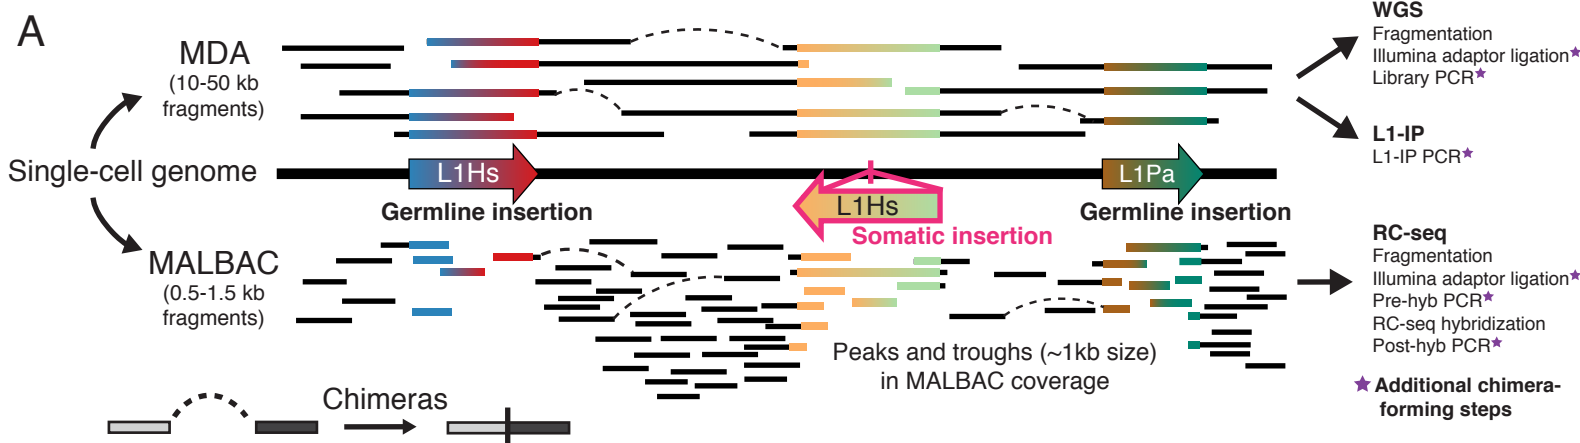 A
MDA
(10-50 kb
fragments)
Single-cell genome
MALBAC
(0.5-1.5 kb
fragments)
L1Hs
Germline insertion
L1Hs
Somatic insertion
L1Pa
Germline insertion
Peaks and troughs (~1kb size)
in MALBAC coverage
Chimeras
WGS
Fragmentation
Illumina adaptor ligation★
Library PCR★
L1-IP
L1-IP PCR★
RC-seq
Fragmentation
Illumina adaptor ligation★
Pre-hyb PCR★
RC-seq hybridization
Post-hyb PCR★
★ Additional chimera-
forming steps